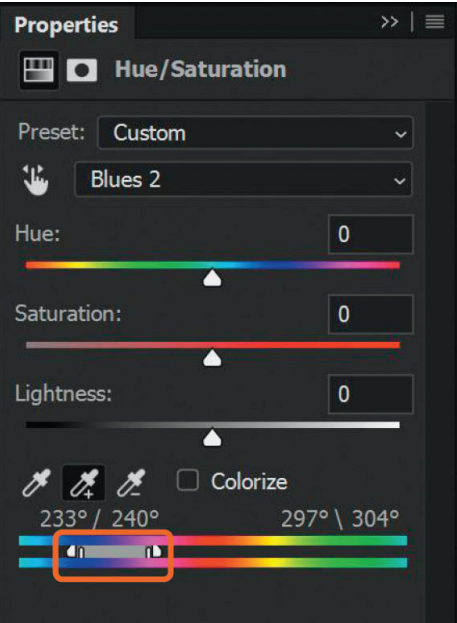 Properties
Hue/Saturation
Preset: Custom
Blues 2
Hue: 0
Saturation: 0
Lightness: 0
Colorize
233° / 240° 297° \ 304°